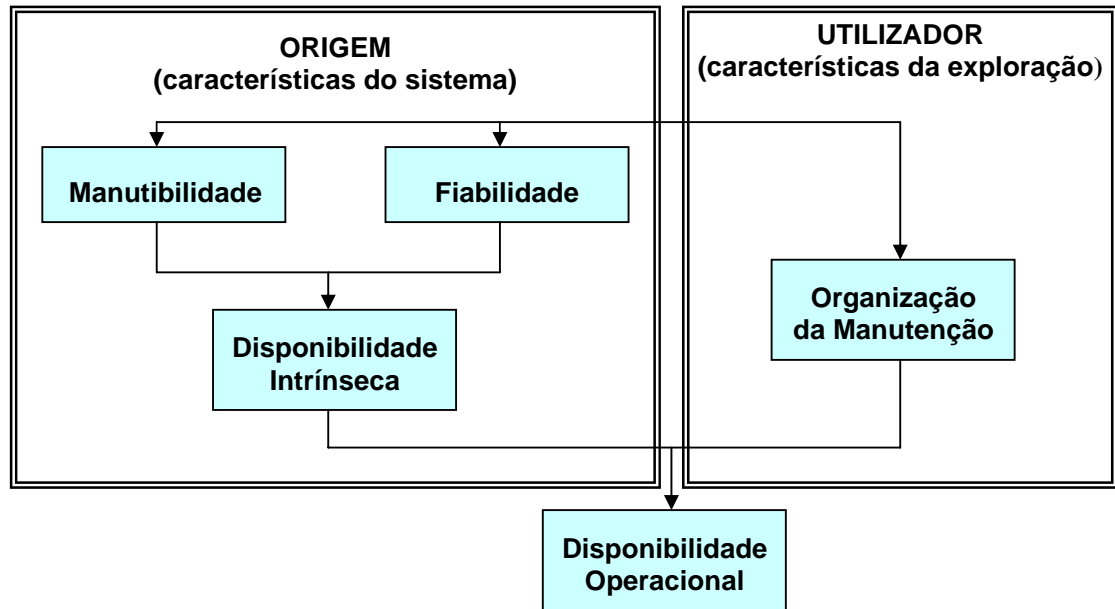 ORIGEM
(características do sistema)
UTILIZADOR
(características da exploração)
Manutibilidade
Fiabilidade
Organização
da Manutenção
Disponibilidade
Intrínseca
Disponibilidade
Operacional